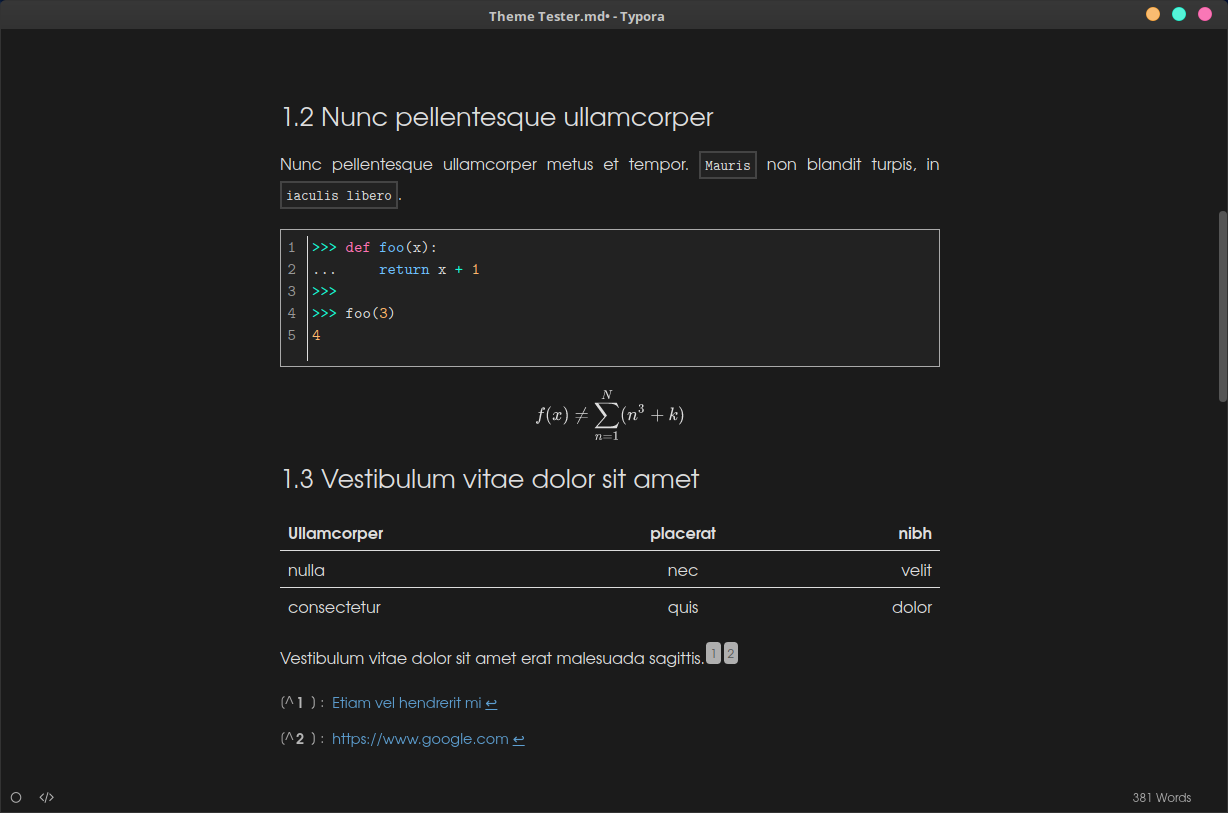 Theme Tester.md• - Typora
1.2 Nunc pellentesque ullamcorper
Nunc pellentesque ullamcorper metus et tempor. Mauris non blandit turpis, in
iaculis libero.
1 >>> def foo(x):
2 ...     return x + 1
3 >>>
4 >>> foo(3)
5 4
f(x) ≠ ∑_{n=1}^{N} (n³ + k)
1.3 Vestibulum vitae dolor sit amet
Ullamcorper placerat nibh
nulla nec velit
consectetur quis dolor
Vestibulum vitae dolor sit amet erat malesuada sagittis. 1 2
(^1 ) : Etiam vel hendrerit mi ↩
(^2 ) : https://www.google.com ↩
</> 381 Words